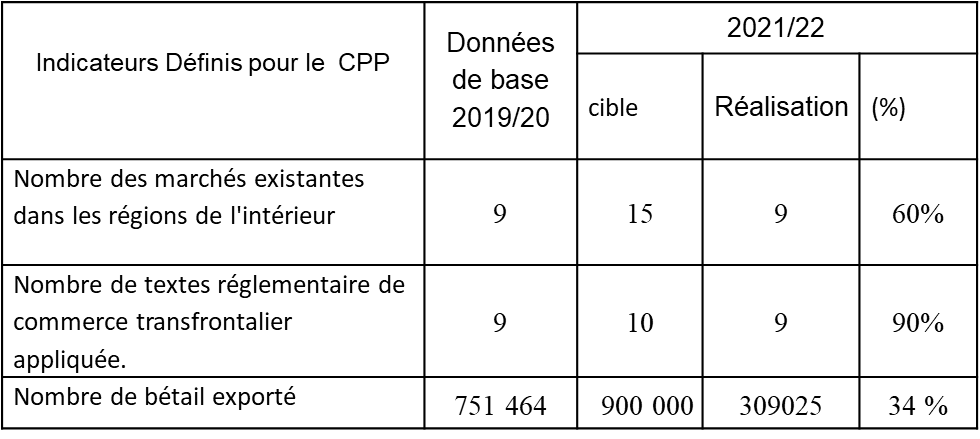 Indicateurs Définis pour le CPP
Données
de base
2019/20
2021/22
cible
Réalisation
(%)
Nombre des marchés existantes
dans les régions de l'intérieur
9
15
9
60%
Nombre de textes réglementaire de
commerce transfrontalier
appliquée.
9
10
9
90%
Nombre de bétail exporté
751 464
900 000
309025
34 %